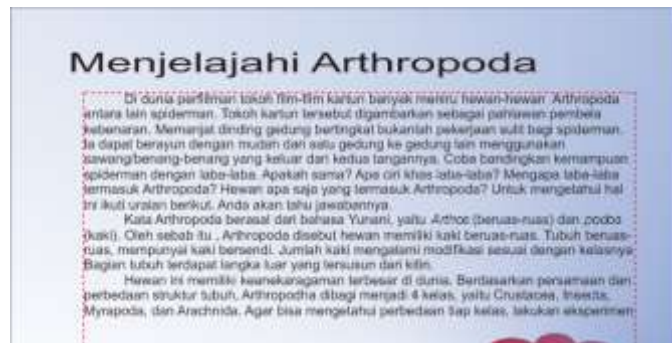 Menjelajahi Arthropoda
Di dunia perfilman tokoh film-film kartun banyak meniru hewan-hewan Arthropoda
antara lain spiderman. Tokoh kartun tersebut digambarkan sebagai pahlawan pembela
kebenaran. Memanjat dinding gedung bertingkat bukanlah pekerjaan sulit bagi spiderman.
Ia dapat berayun dengan mudah dari satu gedung ke gedung lain menggunakan
sawang/benang-benang yang keluar dari kedua tangannya. Coba bandingkan kemampuan
spiderman dengan laba-laba. Apakah sama? Apa ciri khas laba-laba? Mengapa laba-laba
termasuk Arthropoda? Hewan apa saja yang termasuk Arthropoda? Untuk mengetahui hal
ini ikuti uraian berikut. Anda akan tahu jawabannya.
Kata Arthropoda berasal dari bahasa Yunani, yaitu Arthos (beruas-ruas) dan podos
(kaki). Oleh sebab itu , Arthropoda disebut hewan memiliki kaki beruas-ruas. Tubuh beruas-
ruas, mempunyai kaki bersendi. Jumlah kaki mengalami modifikasi sesuai dengan kelasnya
Bagian tubuh terdapat rangka luar yang tersusun dari kitin.
Hewan ini memiliki keanekaragaman terbesar di dunia. Berdasarkan persamaan dan
perbedaan struktur tubuh, Arthropodha dibagi menjadi 4 kelas, yaitu Crustacea, Insecta,
Myrapoda, dan Arachnida. Agar bisa mengetahui perbedaan tiap kelas, lakukan eksperimen